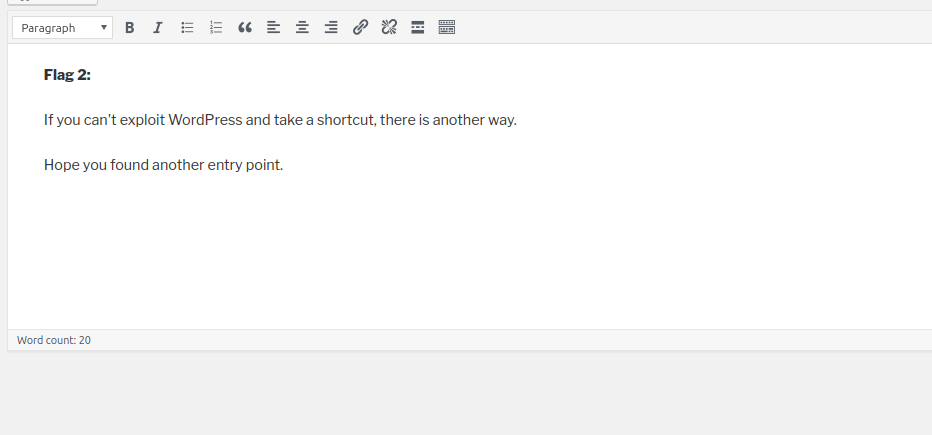 Paragraph
Flag 2:
If you can't exploit WordPress and take a shortcut, there is another way.
Hope you found another entry point.
Word count: 20